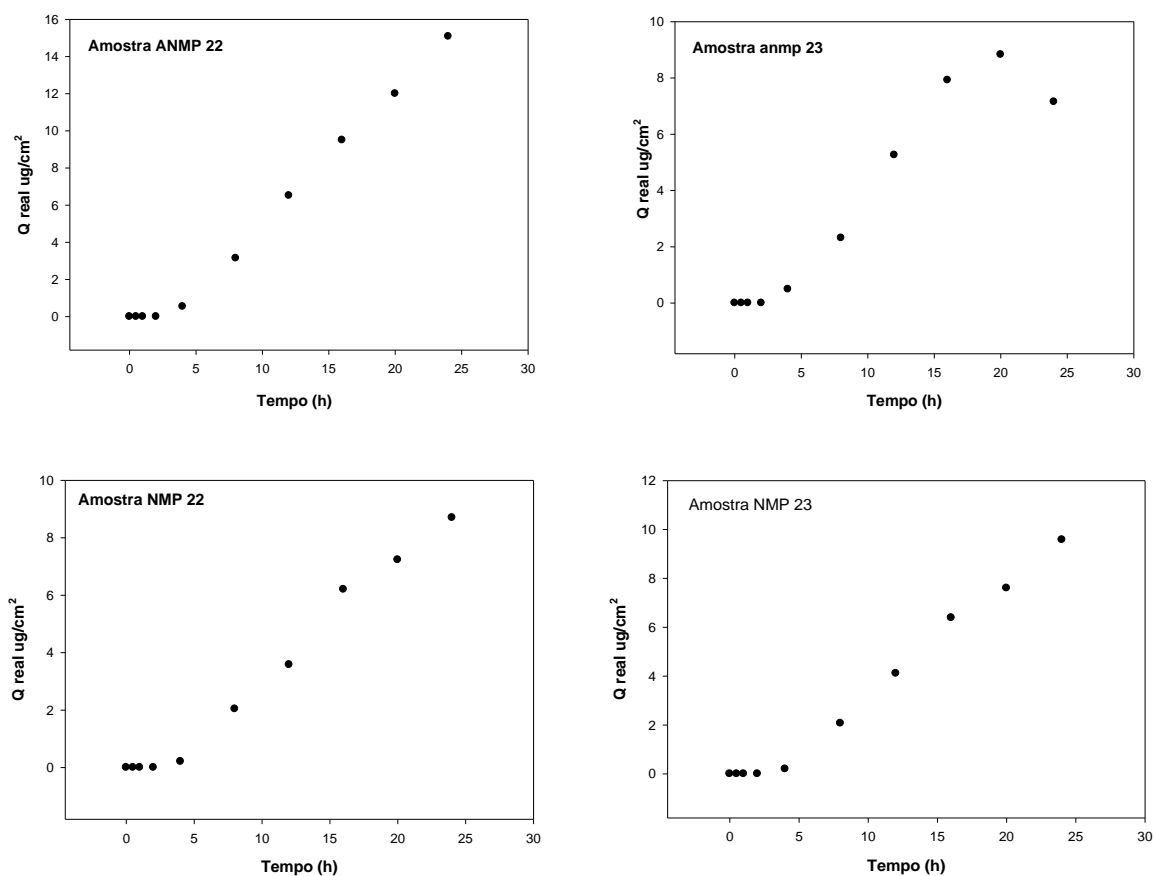 Amostra ANMP 22
Q real ug/cm²
16
14
12
10
8
6
4
2
0
0 5 10 15 20 25 30
Tempo (h)
Amostra anmp 23
Q real ug/cm²
10
8
6
4
2
0
0 5 10 15 20 25 30
Tempo (h)
Amostra NMP 22
Q real ug/cm²
10
8
6
4
2
0
0 5 10 15 20 25 30
Tempo (h)
Amostra NMP 23
Q real ug/cm²
12
10
8
6
4
2
0
0 5 10 15 20 25 30
Tempo (h)